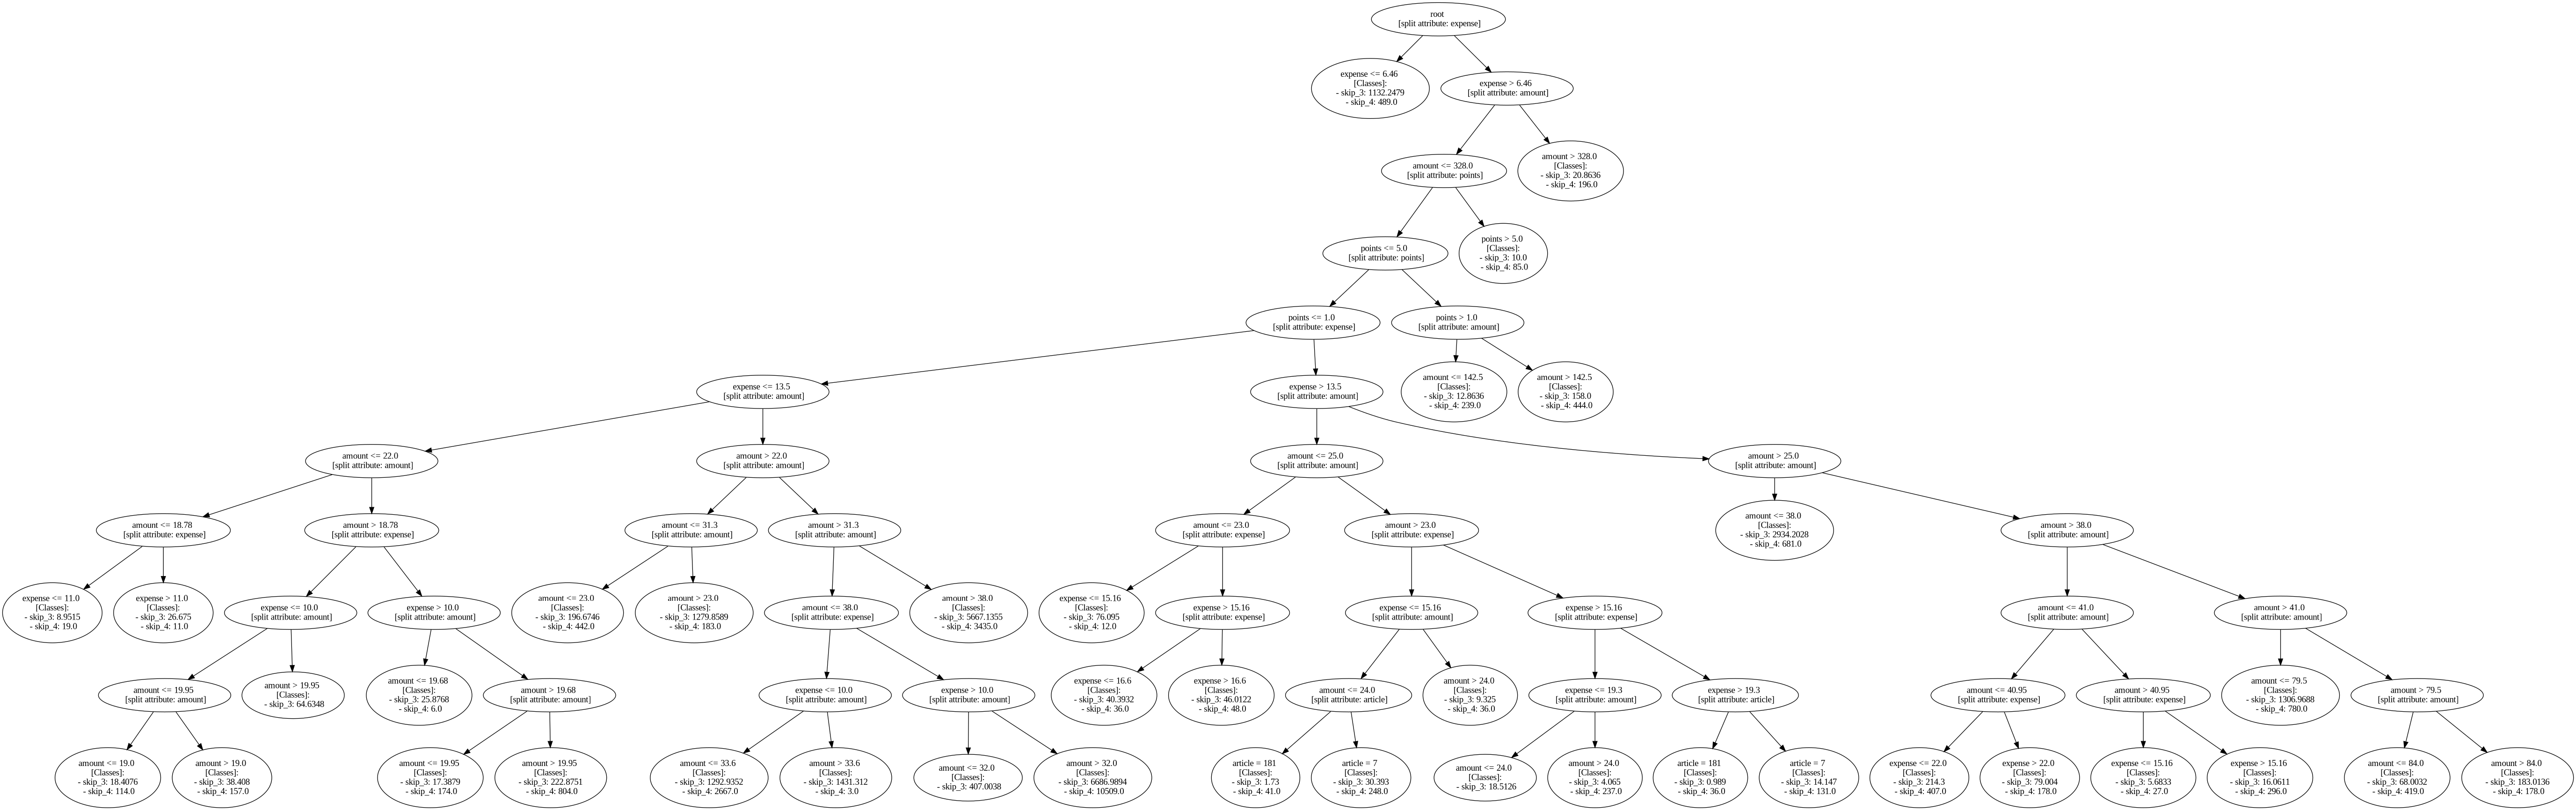 root
[split attribute: expense]
expense <= 6.46
[Classes]:
- skip_3: 1132.2479
- skip_4: 489.0
expense > 6.46
[split attribute: amount]
amount <= 328.0
[split attribute: points]
amount > 328.0
[Classes]:
- skip_3: 20.8636
- skip_4: 196.0
points <= 5.0
[split attribute: points]
points > 5.0
[Classes]:
- skip_3: 10.0
- skip_4: 85.0
points <= 1.0
[split attribute: expense]
points > 1.0
[split attribute: amount]
expense <= 13.5
[split attribute: amount]
expense > 13.5
[split attribute: amount]
amount <= 142.5
[Classes]:
- skip_3: 12.8636
- skip_4: 239.0
amount > 142.5
[Classes]:
- skip_3: 158.0
- skip_4: 444.0
amount <= 22.0
[split attribute: amount]
amount > 22.0
[split attribute: amount]
amount <= 25.0
[split attribute: amount]
amount > 25.0
[split attribute: amount]
amount <= 18.78
[split attribute: expense]
amount > 18.78
[split attribute: expense]
amount <= 31.3
[split attribute: amount]
amount > 31.3
[split attribute: amount]
amount <= 23.0
[split attribute: expense]
amount > 23.0
[split attribute: expense]
amount <= 38.0
[Classes]:
- skip_3: 2934.2028
- skip_4: 681.0
amount > 38.0
[split attribute: amount]
expense <= 11.0
[Classes]:
- skip_3: 8.9515
- skip_4: 19.0
expense > 11.0
[Classes]:
- skip_3: 26.675
- skip_4: 11.0
expense <= 10.0
[split attribute: amount]
expense > 10.0
[split attribute: amount]
amount <= 23.0
[Classes]:
- skip_3: 196.6746
- skip_4: 442.0
amount > 23.0
[Classes]:
- skip_3: 1279.8589
- skip_4: 183.0
amount <= 38.0
[split attribute: expense]
amount > 38.0
[Classes]:
- skip_3: 5667.1355
- skip_4: 3435.0
expense <= 15.16
[Classes]:
- skip_3: 76.095
- skip_4: 12.0
expense > 15.16
[split attribute: expense]
expense <= 15.16
[split attribute: amount]
expense > 15.16
[split attribute: expense]
amount <= 41.0
[split attribute: amount]
amount > 41.0
[split attribute: amount]
amount <= 19.95
[split attribute: amount]
amount > 19.95
[Classes]:
- skip_3: 64.6348
amount <= 19.68
[Classes]:
- skip_3: 25.8768
- skip_4: 6.0
amount > 19.68
[split attribute: amount]
expense <= 10.0
[split attribute: amount]
expense > 10.0
[split attribute: amount]
expense <= 16.6
[Classes]:
- skip_3: 40.3932
- skip_4: 36.0
expense > 16.6
[Classes]:
- skip_3: 46.0122
- skip_4: 48.0
amount <= 24.0
[split attribute: article]
amount > 24.0
[Classes]:
- skip_3: 9.325
- skip_4: 36.0
expense <= 19.3
[split attribute: amount]
expense > 19.3
[split attribute: article]
amount <= 40.95
[split attribute: expense]
amount > 40.95
[split attribute: expense]
amount <= 79.5
[Classes]:
- skip_3: 1306.9688
- skip_4: 780.0
amount > 79.5
[split attribute: amount]
amount <= 19.0
[Classes]:
- skip_3: 18.4076
- skip_4: 114.0
amount > 19.0
[Classes]:
- skip_3: 38.408
- skip_4: 157.0
amount <= 19.95
[Classes]:
- skip_3: 17.3879
- skip_4: 174.0
amount > 19.95
[Classes]:
- skip_3: 222.8751
- skip_4: 804.0
amount <= 33.6
[Classes]:
- skip_3: 1292.9352
- skip_4: 2667.0
amount > 33.6
[Classes]:
- skip_3: 1431.312
- skip_4: 3.0
amount <= 32.0
[Classes]:
- skip_3: 407.0038
amount > 32.0
[Classes]:
- skip_3: 6686.9894
- skip_4: 10509.0
article = 181
[Classes]:
- skip_3: 1.73
- skip_4: 41.0
article = 7
[Classes]:
- skip_3: 30.393
- skip_4: 248.0
amount <= 24.0
[Classes]:
- skip_3: 18.5126
amount > 24.0
[Classes]:
- skip_3: 4.065
- skip_4: 237.0
article = 181
[Classes]:
- skip_3: 0.989
- skip_4: 36.0
article = 7
[Classes]:
- skip_3: 14.147
- skip_4: 131.0
expense <= 22.0
[Classes]:
- skip_3: 214.3
- skip_4: 407.0
expense > 22.0
[Classes]:
- skip_3: 79.004
- skip_4: 178.0
expense <= 15.16
[Classes]:
- skip_3: 5.6833
- skip_4: 27.0
expense > 15.16
[Classes]:
- skip_3: 16.0611
- skip_4: 296.0
amount <= 84.0
[Classes]:
- skip_3: 68.0032
- skip_4: 419.0
amount > 84.0
[Classes]:
- skip_3: 183.0136
- skip_4: 178.0